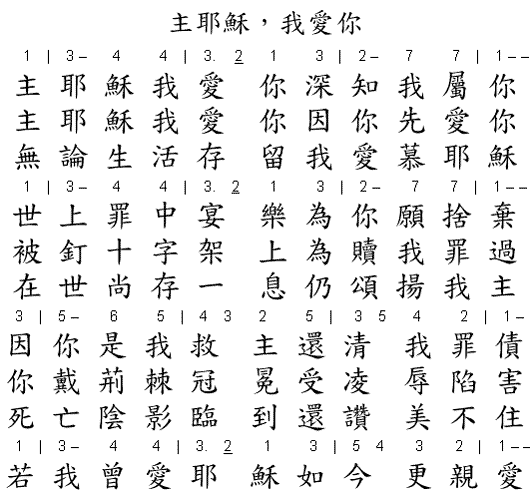 主耶穌，我愛你
1 | 3 – 4 4 | 3. 2 1 3 | 2 – 7 7 | 1 – –
主耶穌我愛你深知我屬你
主耶穌我愛你因你先愛你
無論生活存留我愛慕耶穌
1 | 3 – 4 4 | 3. 2 1 3 | 2 – 7 7 | 1 – –
世上罪中宴樂為你願捨棄
被釘十字架上為贖我罪過
在世尚存一息仍頌揚我主
3 | 5 – 6 5 | 4 3 2 5 | 3 5 4 2 | 1 –
因你是我救主還清我罪債
你戴荊棘冠冕受凌辱陷害
死亡陰影臨到還讚美不住
1 | 3 – 4 4 | 3. 2 1 3 | 5 4 3 2 | 1 – –
若我曾愛耶穌如今更親愛